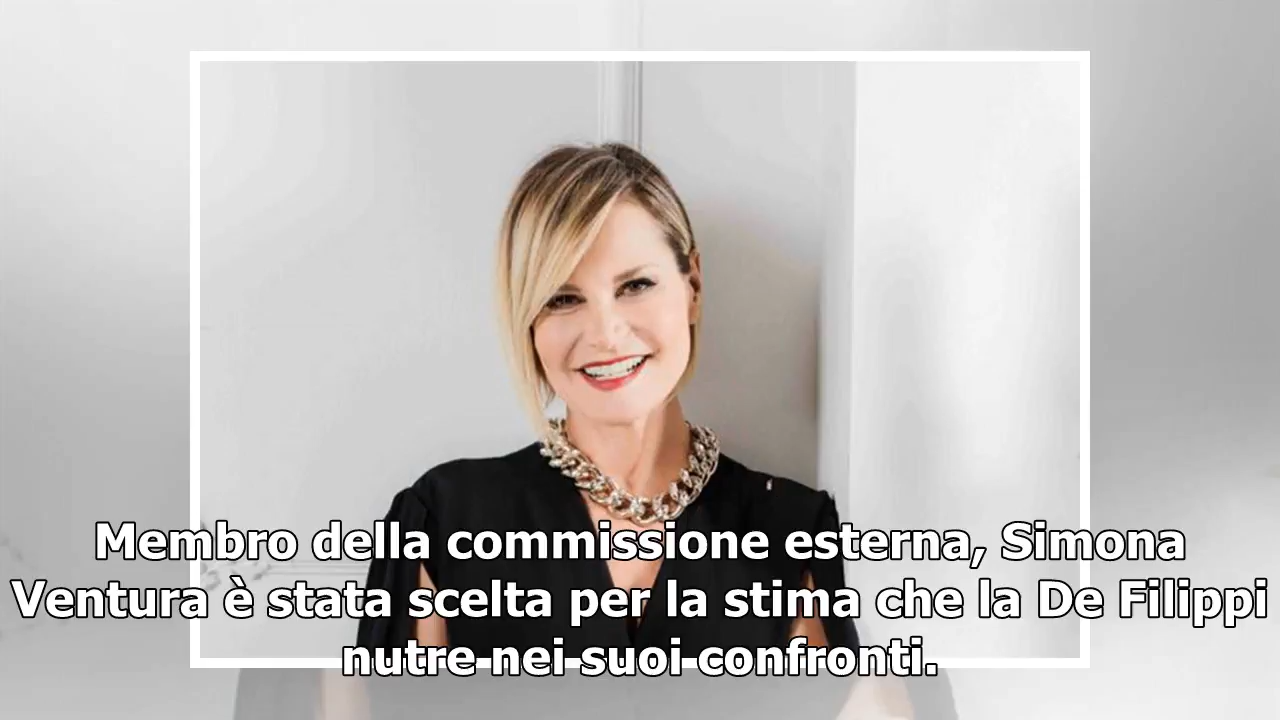 Membro della commissione esterna, Simona
Ventura è stata scelta per la stima che la De Filippi
nutre nei suoi confronti.